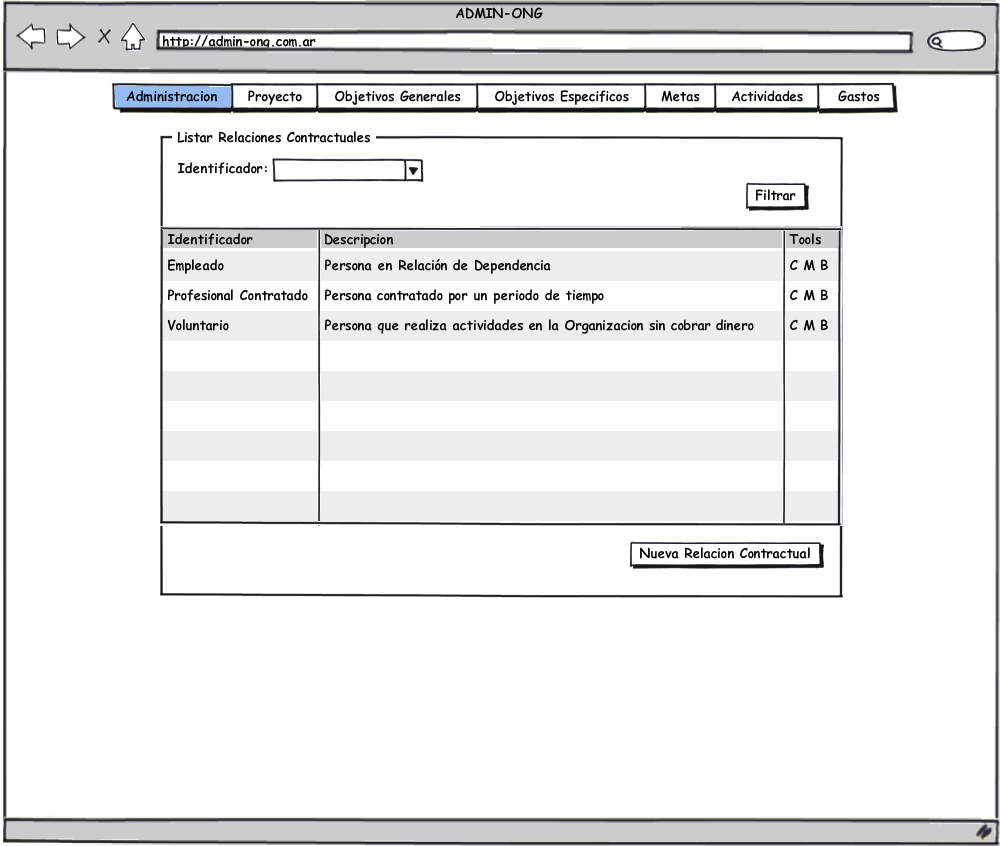 ADMIN-ONG
http://admin-ong.com.ar
Administracion Proyecto Objetivos Generales Objetivos Especificos Metas Actividades Gastos
Listar Relaciones Contractuales
Identificador:
Filtrar
Identificador Descripcion Tools
Empleado Persona en Relación de Dependencia C M B
Profesional Contratado Persona contratado por un periodo de tiempo C M B
Voluntario Persona que realiza actividades en la Organizacion sin cobrar dinero C M B
Nueva Relacion Contractual